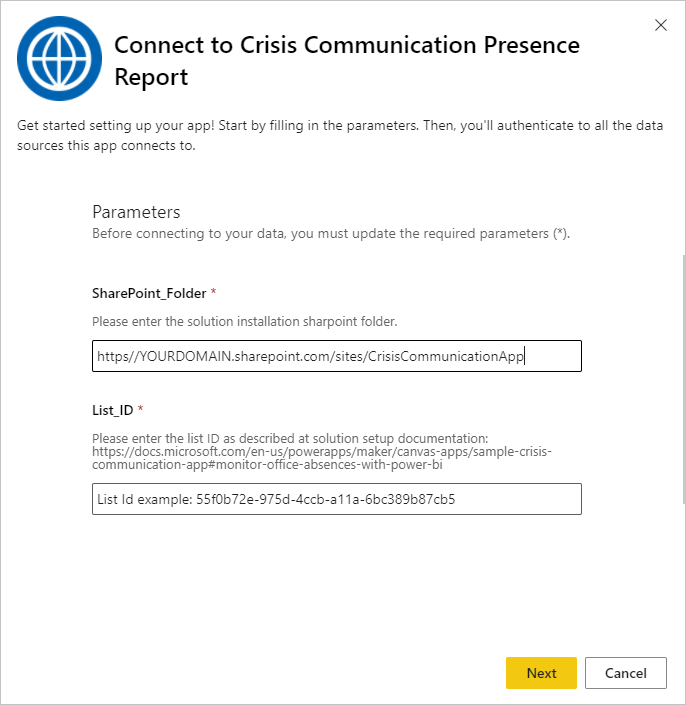 Connect to Crisis Communication Presence
Report
Get started setting up your app! Start by filling in the parameters. Then, you'll authenticate to all the data
sources this app connects to.
Parameters
Before connecting to your data, you must update the required parameters (*).
SharePoint_Folder *
Please enter the solution installation sharpoint folder.
https//YOURDOMAIN.sharepoint.com/sites/CrisisCommunicationApp
List_ID *
Please enter the list ID as described at solution setup documentation:
https://docs.microsoft.com/en-us/powerapps/maker/canvas-apps/sample-crisis-
communication-app#monitor-office-absences-with-power-bi
List Id example: 55f0b72e-975d-4ccb-a11a-6bc389b87cb5
Next
Cancel